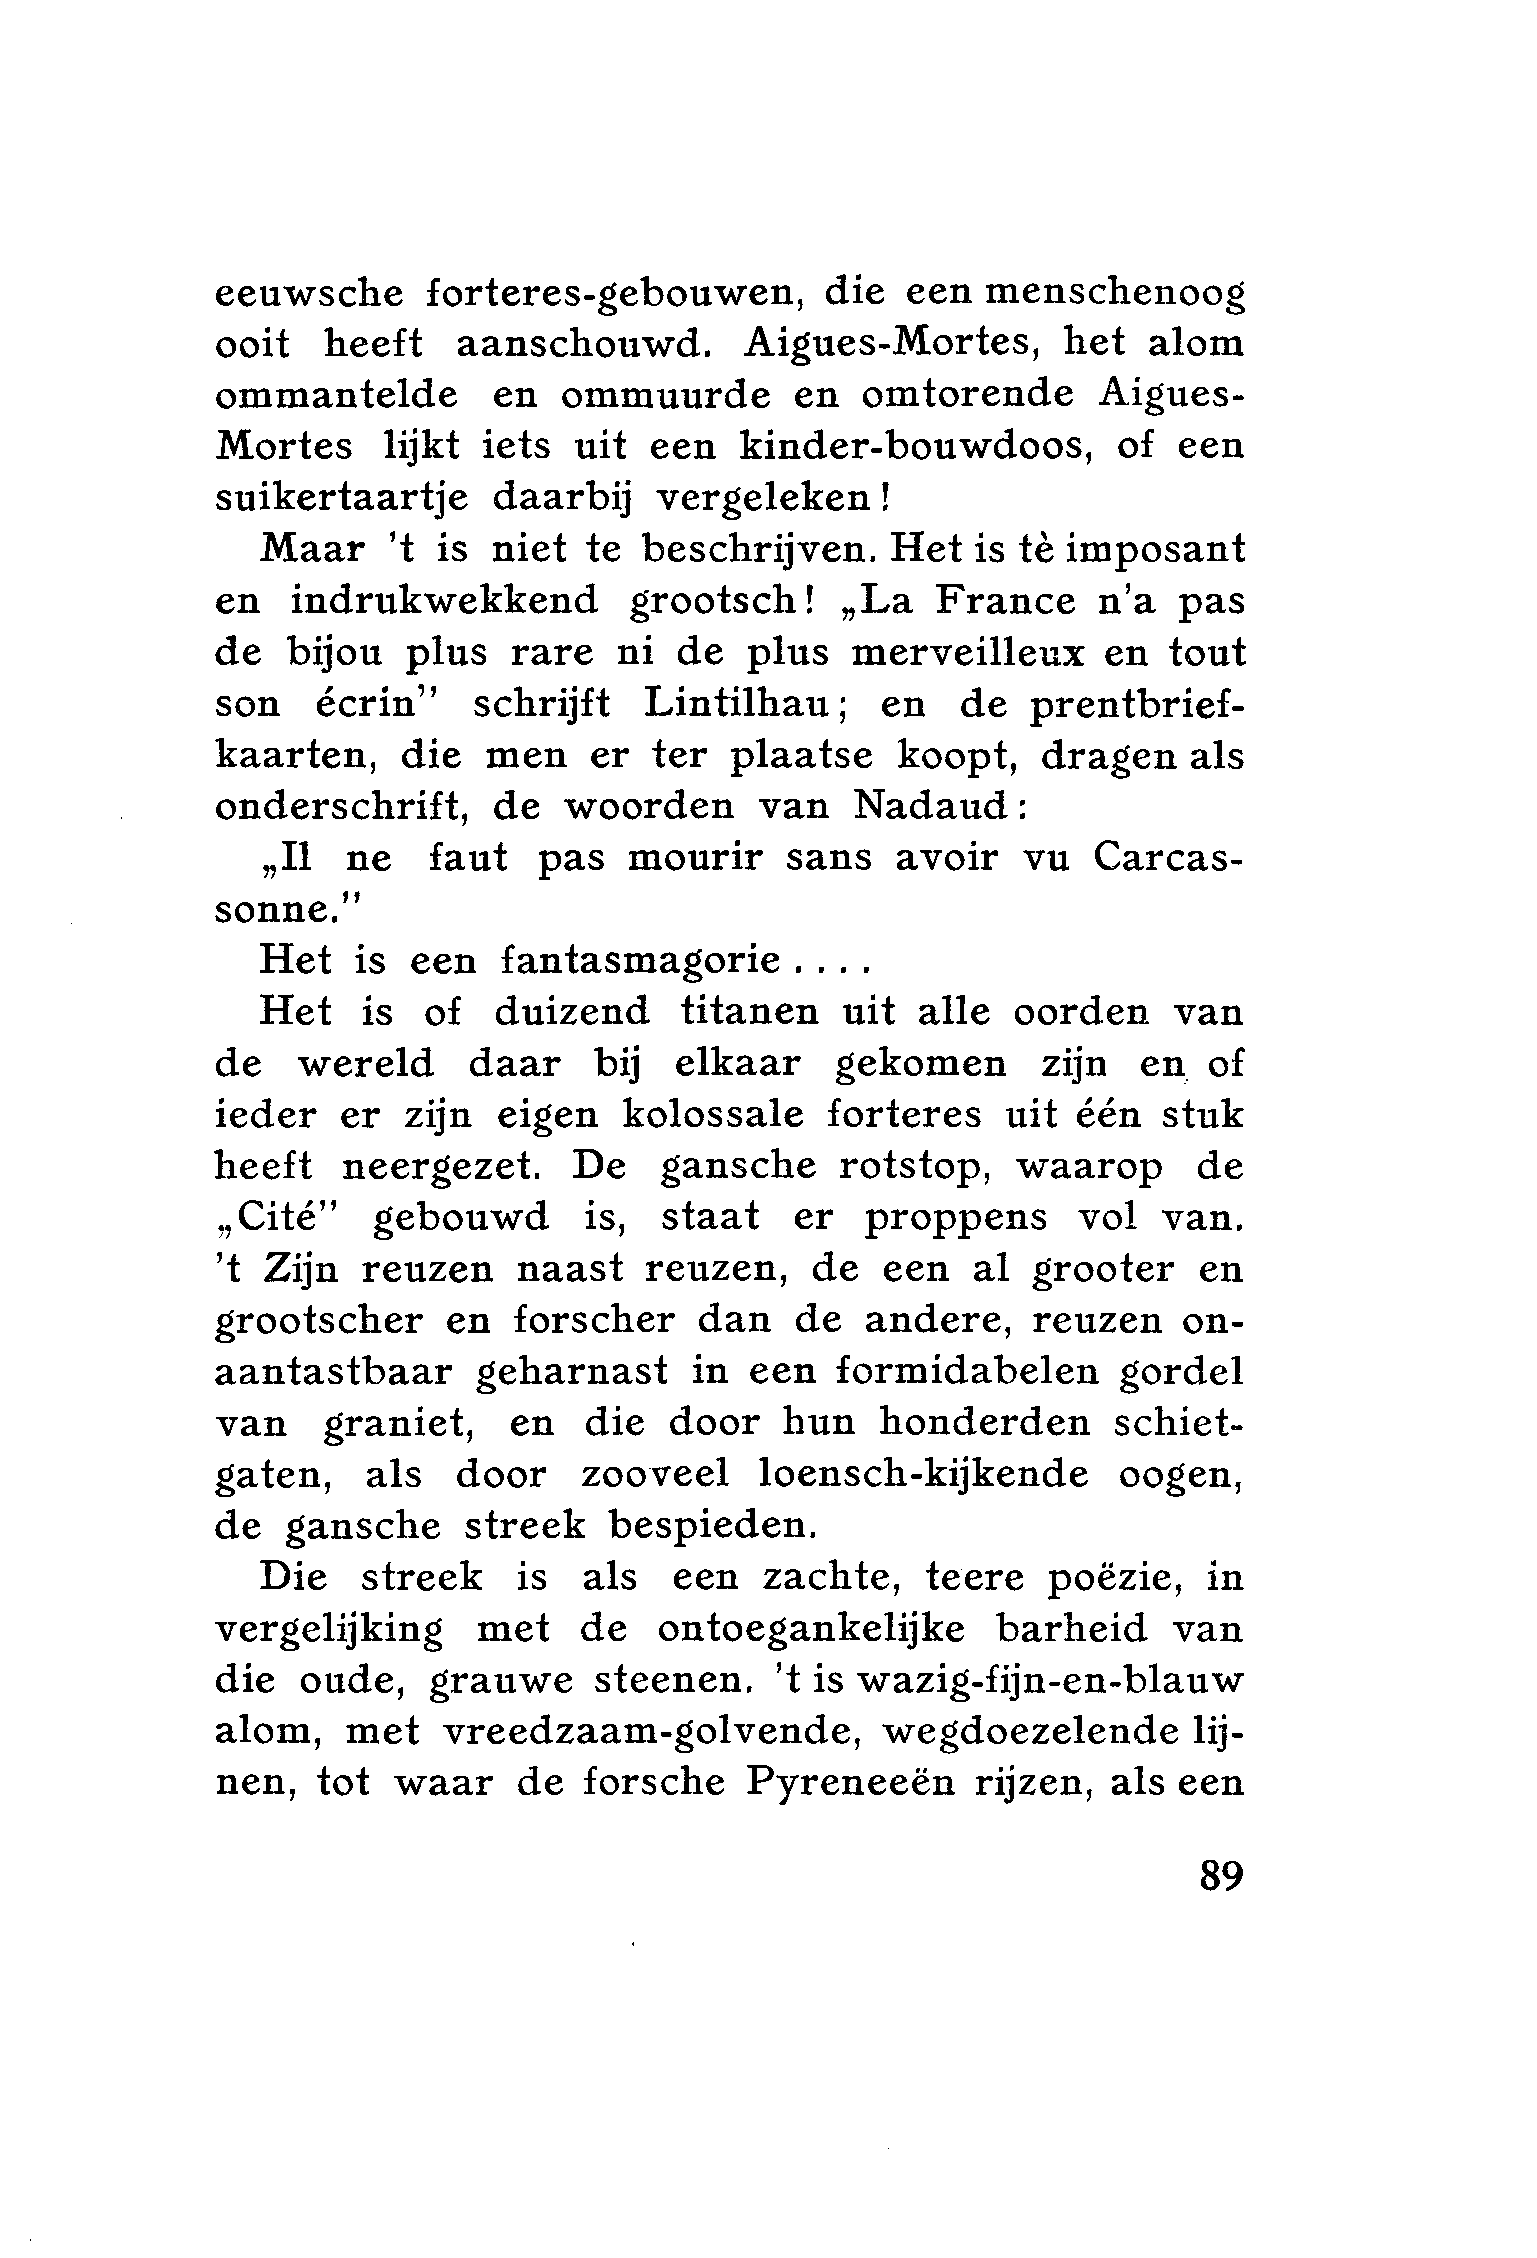 eeuwsche forteres-gebouwen, die een menschenoog
ooit heeft aanschouwd. Aigues-Mortes, het alom
ommantelde en ommuurde en omtorende Aigues-
Mortes lijkt iets uit een kinder-bouwdoos, of een
suikertaartje daarbij vergeleken!
Maar 't is niet te beschrijven. Het is tè imposant
en indrukwekkend grootsch! „La France n'a pas
de bijou plus rare ni de plus merveilleux en tout
son écrin” schrijft Lintilhau; en de prentbrief-
kaarten, die men er ter plaatse koopt, dragen als
onderschrift, de woorden van Nadaud:
„Il ne faut pas mourir sans avoir vu Carcas-
sonne.”
Het is een fantasmagorie ....
Het is of duizend titanen uit alle oorden van
de wereld daar bij elkaar gekomen zijn en of
ieder er zijn eigen kolossale forteres uit één stuk
heeft neergezet. De gansche rotstop, waarop de
„Cité” gebouwd is, staat er proppens vol van.
't Zijn reuzen naast reuzen, de een al grooter en
grootscher en forscher dan de andere, reuzen on-
aantastbaar geharnast in een formidabelen gordel
van graniet, en die door hun honderden schiet-
gaten, als door zooveel loensch-kijkende oogen,
de gansche streek bespieden.
Die streek is als een zachte, teere poëzie, in
vergelijking met de ontoegankelijke barheid van
die oude, grauwe steenen. 't is wazig-fijn-en-blauw
alom, met vreedzaam-golvende, wegdoezelende lij-
nen, tot waar de forsche Pyreneeën rijzen, als een
89